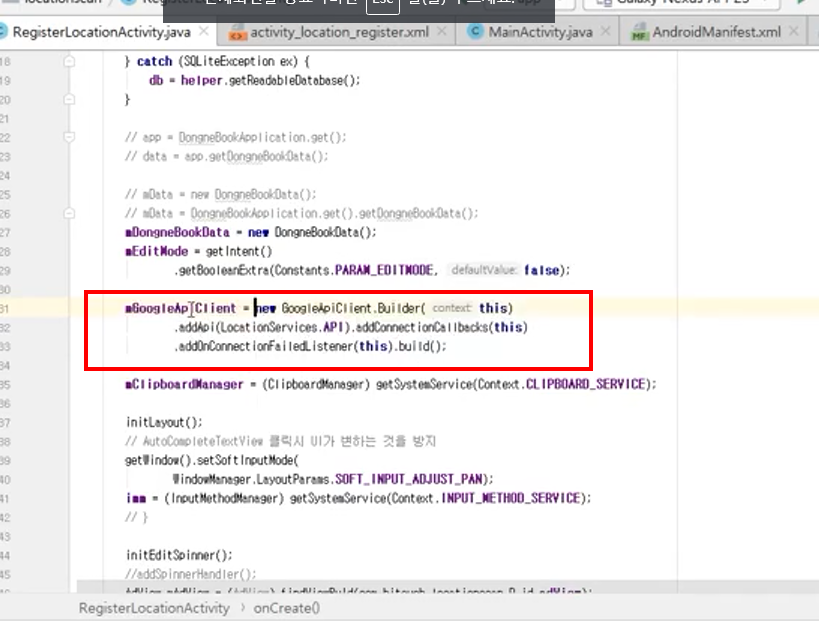 RegisterLocationActivity.java
activity_location_register.xml
MainActivity.java
AndroidManifest.xml
18 } catch (SQLiteException ex) {
19 db = helper.getReadableDatabase();
20 }
21
22 // app = DongneBookApplication.get();
23 // data = app.getDongneBookData();
24
25 // mData = new DongneBookData();
26 // mData = DongneBookApplication.get().getDongneBookData();
27 mDongneBookData = new DongneBookData();
28 mEditMode = getIntent()
29 .getBooleanExtra(Constants.PARAM_EDITMODE, defaultValue: false);
30
31 mGoogleApiClient = new GoogleApiClient.Builder( context: this)
32 .addApi(LocationServices.API).addConnectionCallbacks(this)
33 .addOnConnectionFailedListener(this).build();
34
35 mClipboardManager = (ClipboardManager) getSystemService(Context.CLIPBOARD_SERVICE);
36
37 initLayout();
38 // AutoCompleteTextView 클릭시 UI가 변하는 것을 방지
39 getWindow().setSoftInputMode(
40 WindowManager.LayoutParams.SOFT_INPUT_ADJUST_PAN);
41 imm = (InputMethodManager) getSystemService(Context.INPUT_METHOD_SERVICE);
42 // }
43
44 initEditSpinner();
45 //addSpinnerHandler();
RegisterLocationActivity › onCreate()